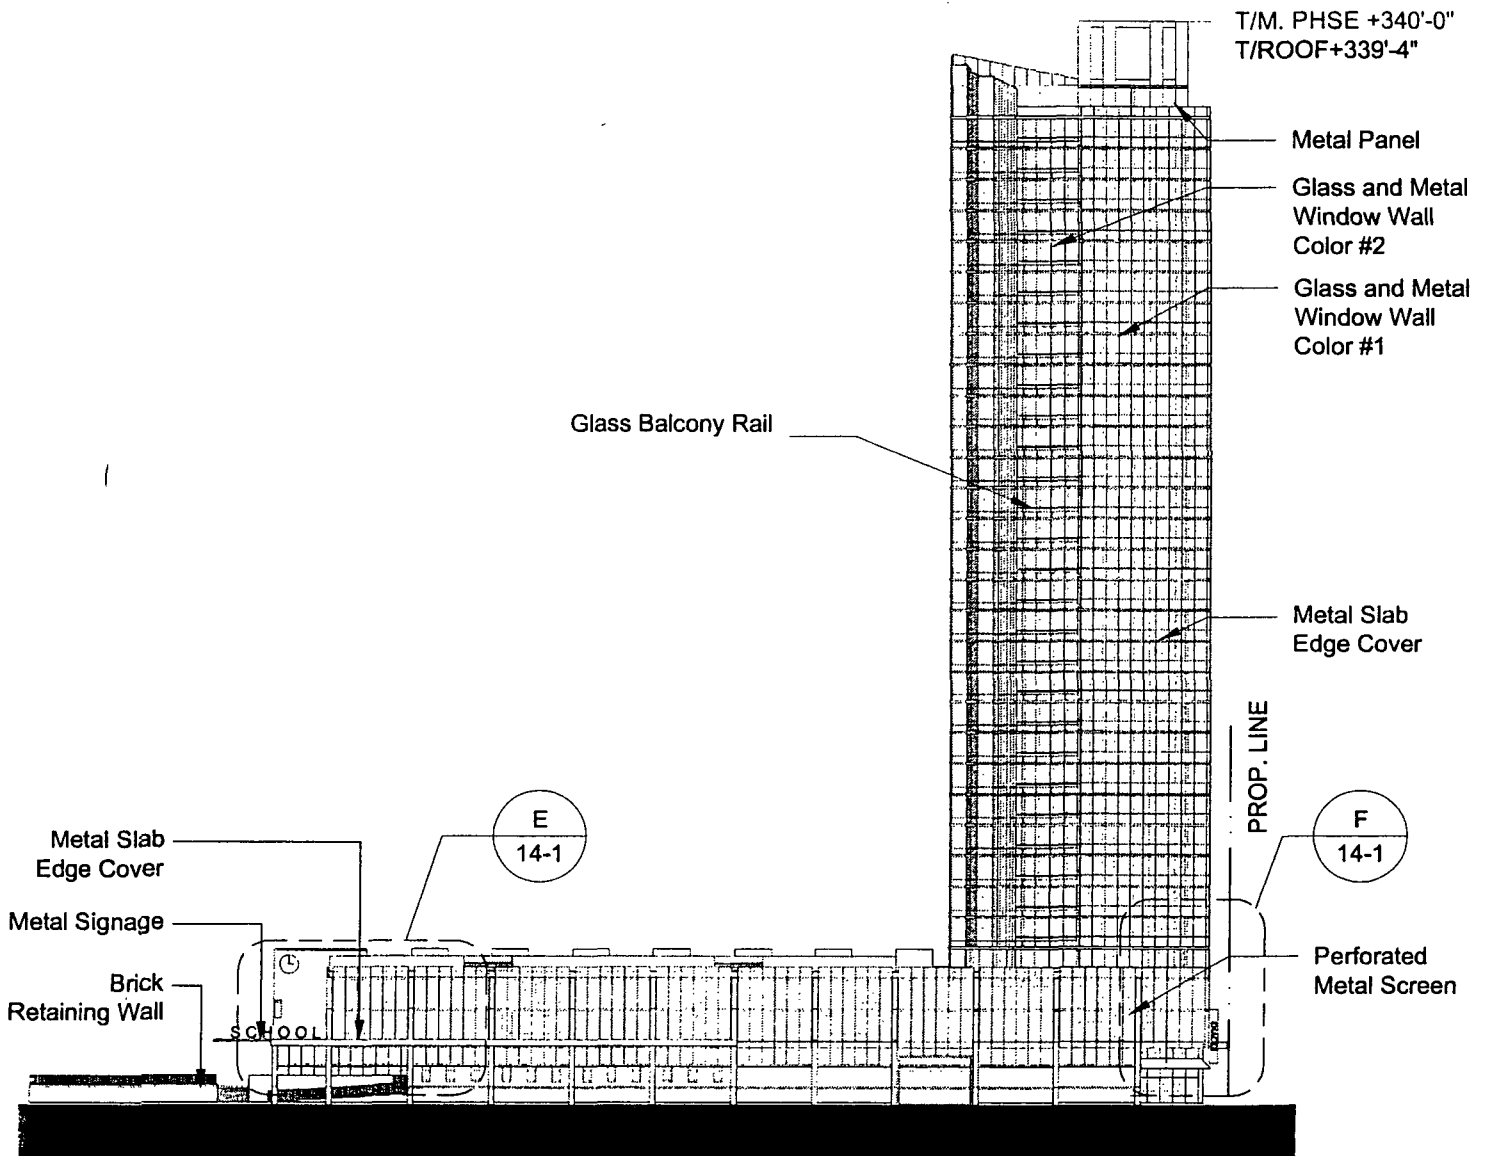 T/M. PHSE +340'-0"
T/ROOF+339'-4"
Metal Panel
Glass and Metal
Window Wall
Color #2
Glass and Metal
Window Wall
Color #1
Glass Balcony Rail
Metal Slab
Edge Cover
PROP. LINE
E
14-1
F
14-1
Metal Slab
Edge Cover
Metal Signage
Brick
Retaining Wall
SCHOOL
Perforated
Metal Screen